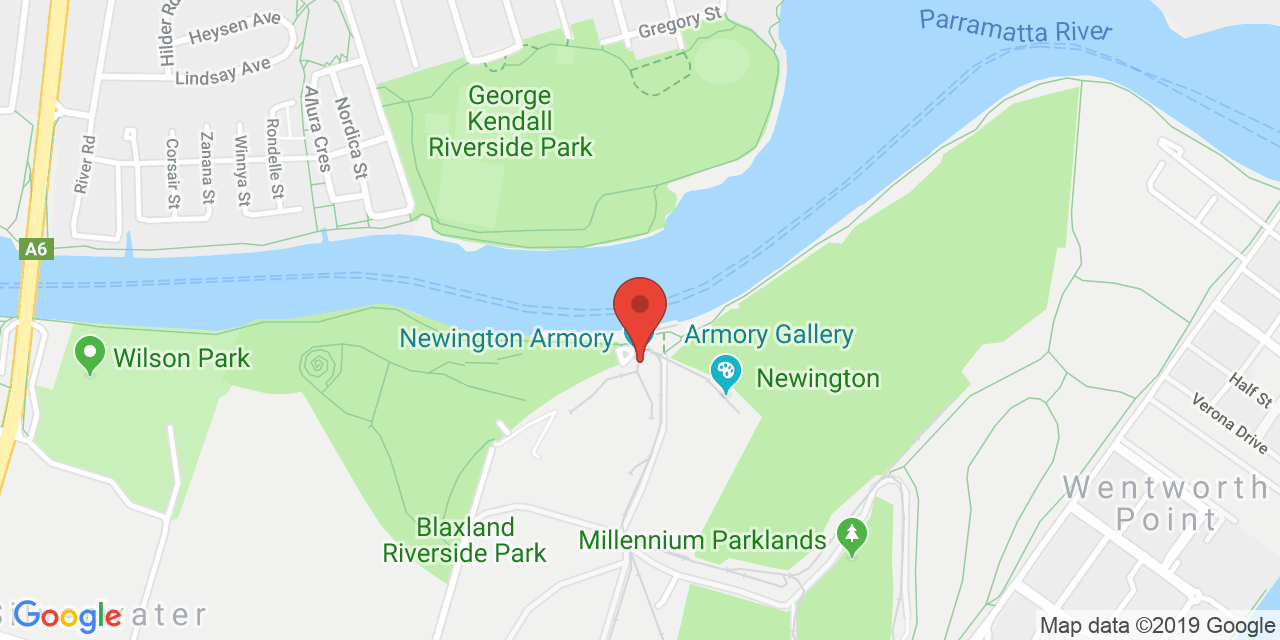 Hilder Rd
Heysen Ave
Lindsay Ave
Gregory St
Parramatta River
George
Kendall
Riverside Park
Allura Cres
Nordica St
River Rd
Corsair St
Zanana St
Winnya St
Rondelle St
A6
Newington Armory
Armory Gallery
Wilson Park
Newington
Half St
Verona Drive
Wentworth
Point
Blaxland
Riverside Park
Millennium Parklands
Google
ater
Map data ©2019 Google